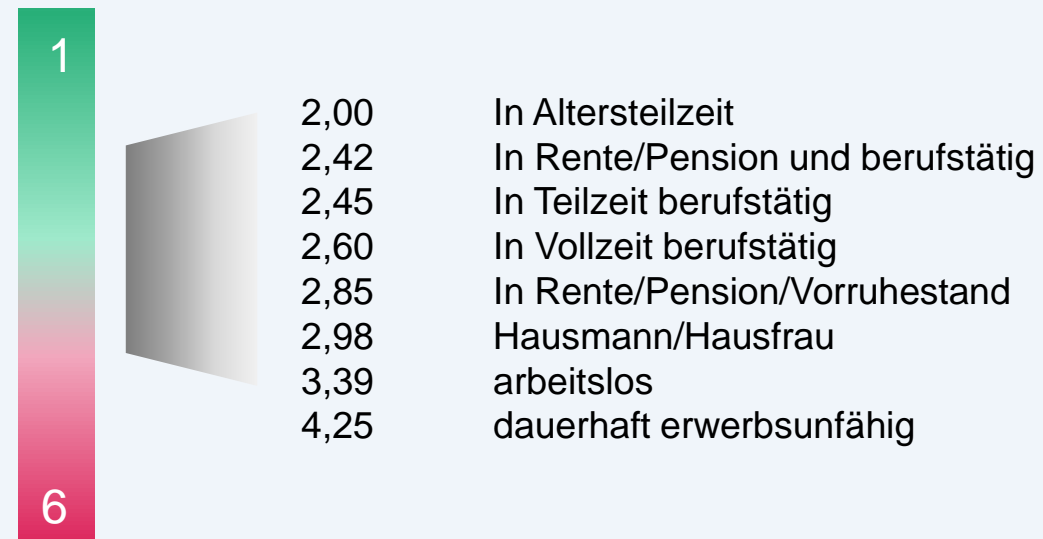 1
2,00 In Altersteilzeit
2,42 In Rente/Pension und berufstätig
2,45 In Teilzeit berufstätig
2,60 In Vollzeit berufstätig
2,85 In Rente/Pension/Vorruhestand
2,98 Hausmann/Hausfrau
3,39 arbeitslos
4,25 dauerhaft erwerbsunfähig
6